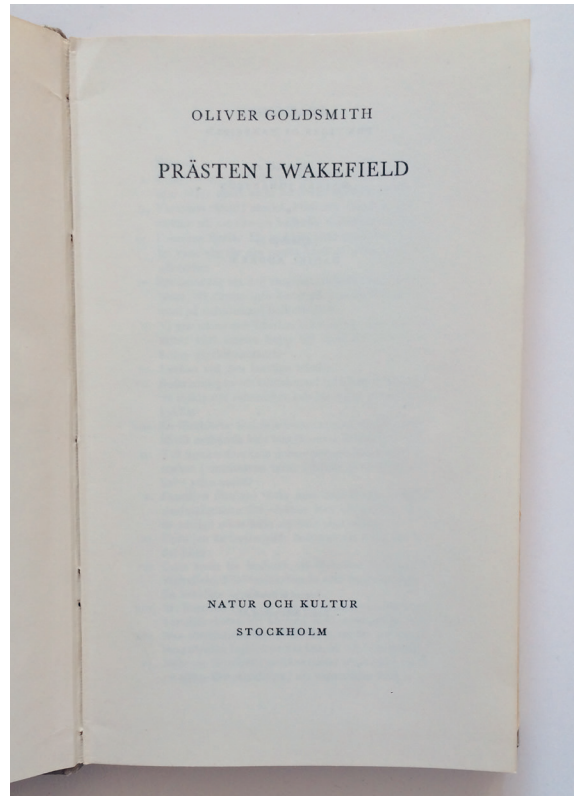 OLIVER GOLDSMITH
PRÄSTEN I WAKEFIELD
NATUR OCH KULTUR
STOCKHOLM